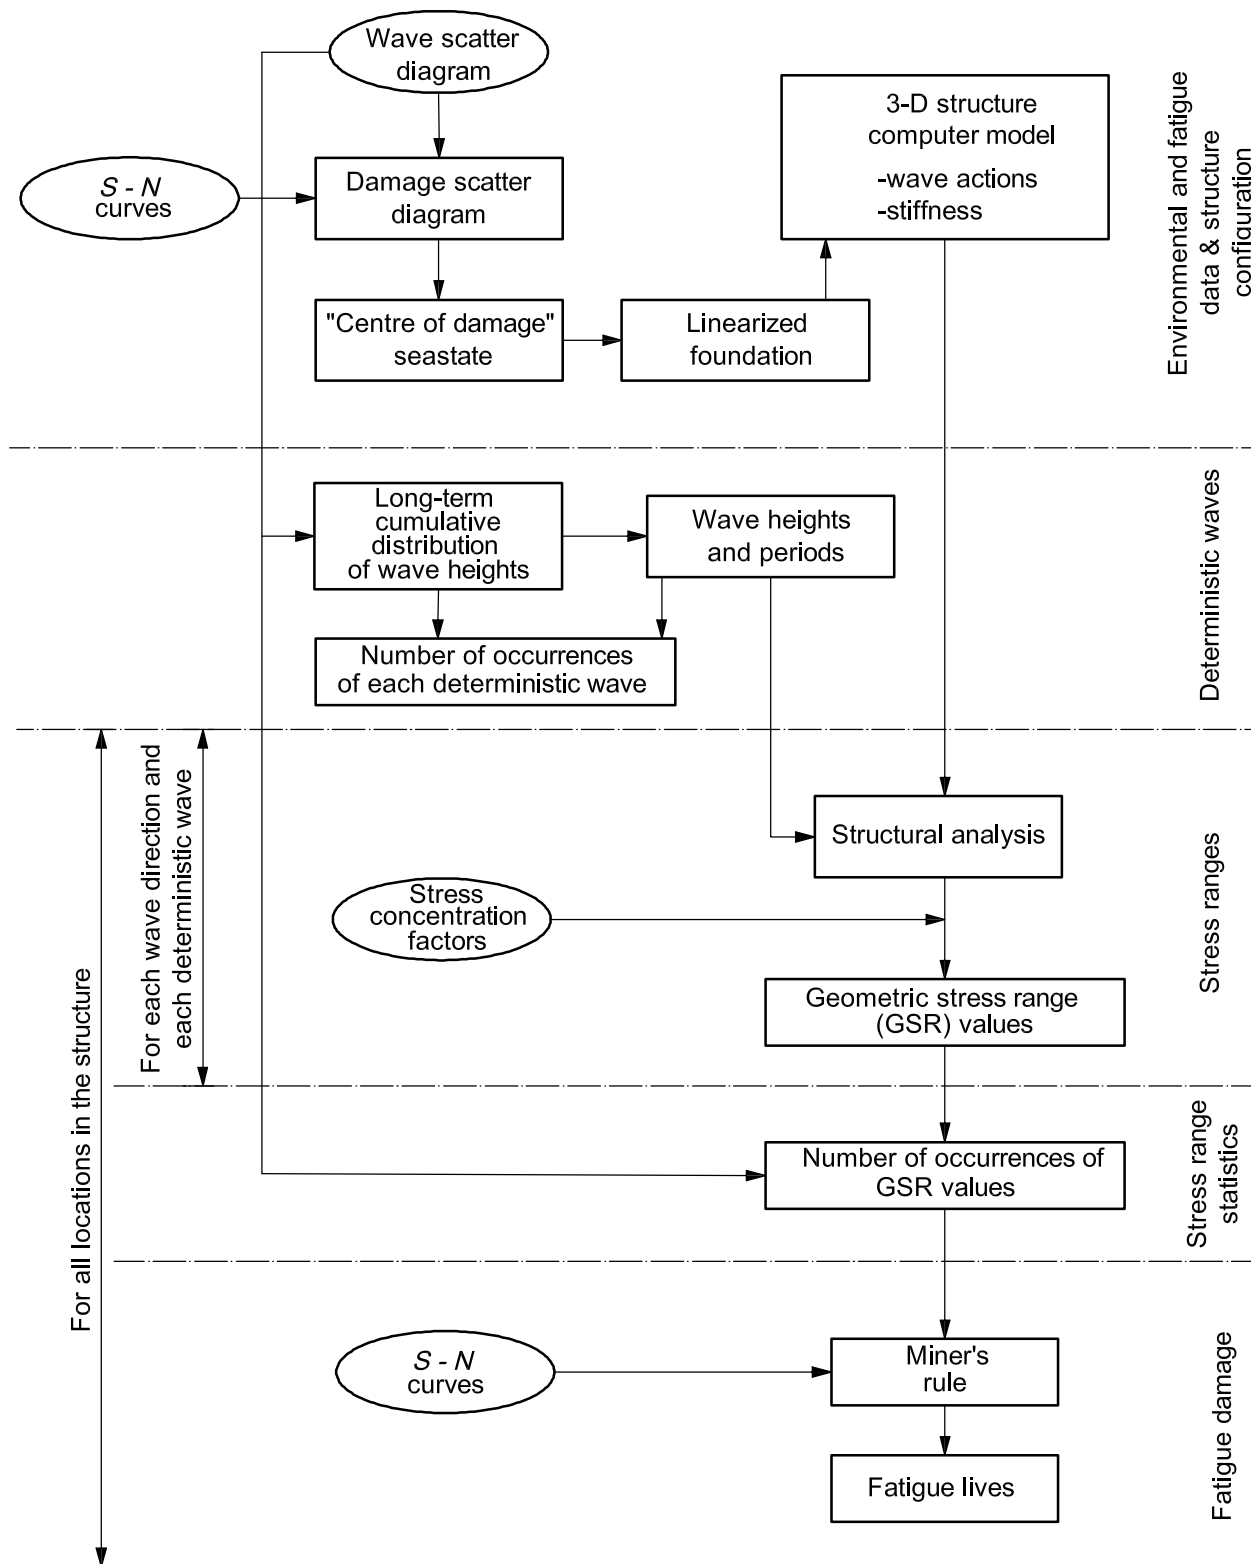 Wave scatter
diagram
3-D structure
computer model
-wave actions
-stiffness
S - N
curves
Damage scatter
diagram
"Centre of damage"
seastate
Linearized
foundation
Environmental and fatigue
data & structure
configuration
Long-term
cumulative
distribution
of wave heights
Wave heights
and periods
Number of occurrences
of each deterministic wave
Deterministic waves
For all locations in the structure
For each wave direction and
each deterministic wave
Structural analysis
Stress
concentration
factors
Geometric stress range
(GSR) values
Stress ranges
Number of occurrences of
GSR values
Stress range
statistics
S - N
curves
Miner's
rule
Fatigue lives
Fatigue damage